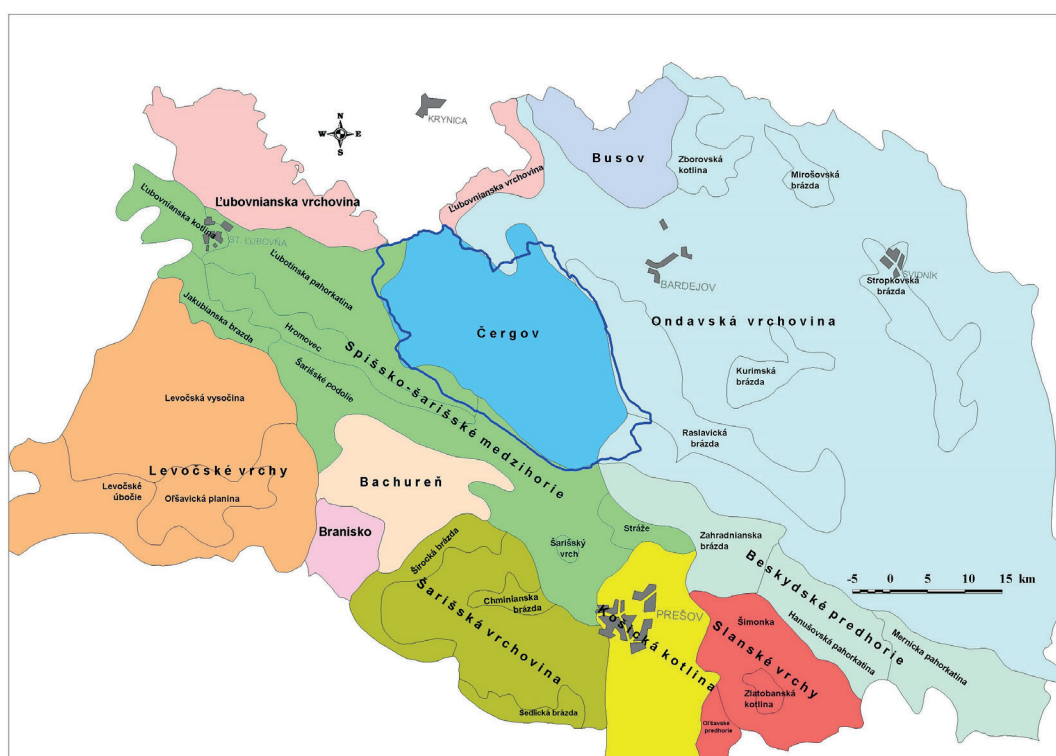 KRYNICA
N
W E
S
Busov
Zborovská
kotlina
Mirošovská
brázda
Ľubovnianska vrchovina
Ľubovnianska vrchovina
Ľubovnianska kotlina
ST. ĽUBOVŇA
Ľubotínska pahorkatina
BARDEJOV
SVIDNÍK
Stropkovská
brázda
Jakubianska brazda
Hromovec
Čergov
Ondavská vrchovina
Spišsko-šarišské medzihorie
Šarišské podolie
Kurimská
brázda
Levočská vysočina
Raslavická
brázda
Levočské vrchy
Levočské
úbočie
Oľšavická planina
Bachureň
Branisko
Stráže
Šarišský
vrch
Zahradnianska
brázda
Beskydské predhorie
-5 0 5 10 15 km
Široká brázda
Chminianska
brázda
Šarišská vrchovina
PREŠOV
Košická kotlina
Šimonka
Slanské vrchy
Hanušovská pahorkatina
Mernícka pahorkatina
Zlatobanská
kotlina
Sedlická brázda
Oľšavské
predhorie